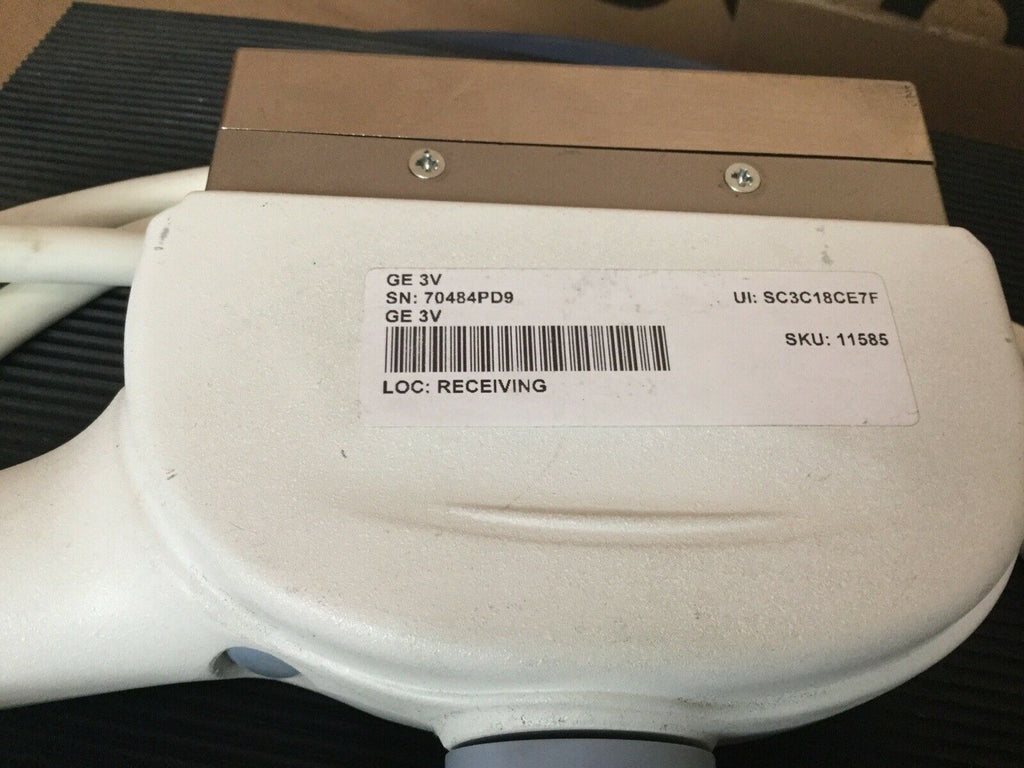 GE 3V
SN: 70484PD9
UI: SC3C18CE7F
GE 3V
SKU: 11585
LOC: RECEIVING